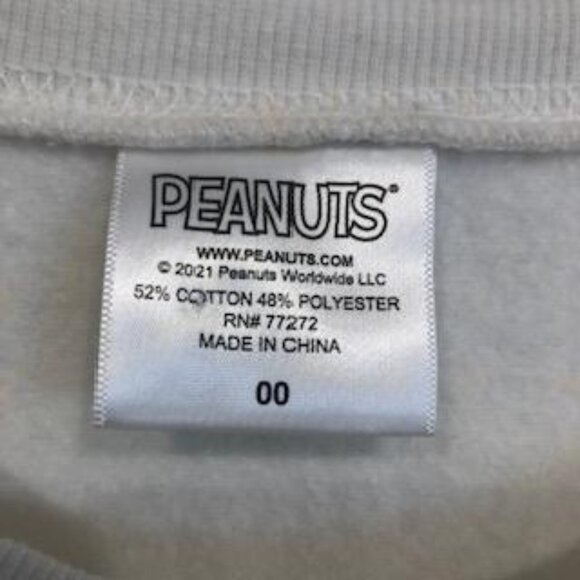 PEANUTS®
WWW.PEANUTS.COM
© 2021 Peanuts Worldwide LLC
52% COTTON 48% POLYESTER
RN# 77272
MADE IN CHINA
00